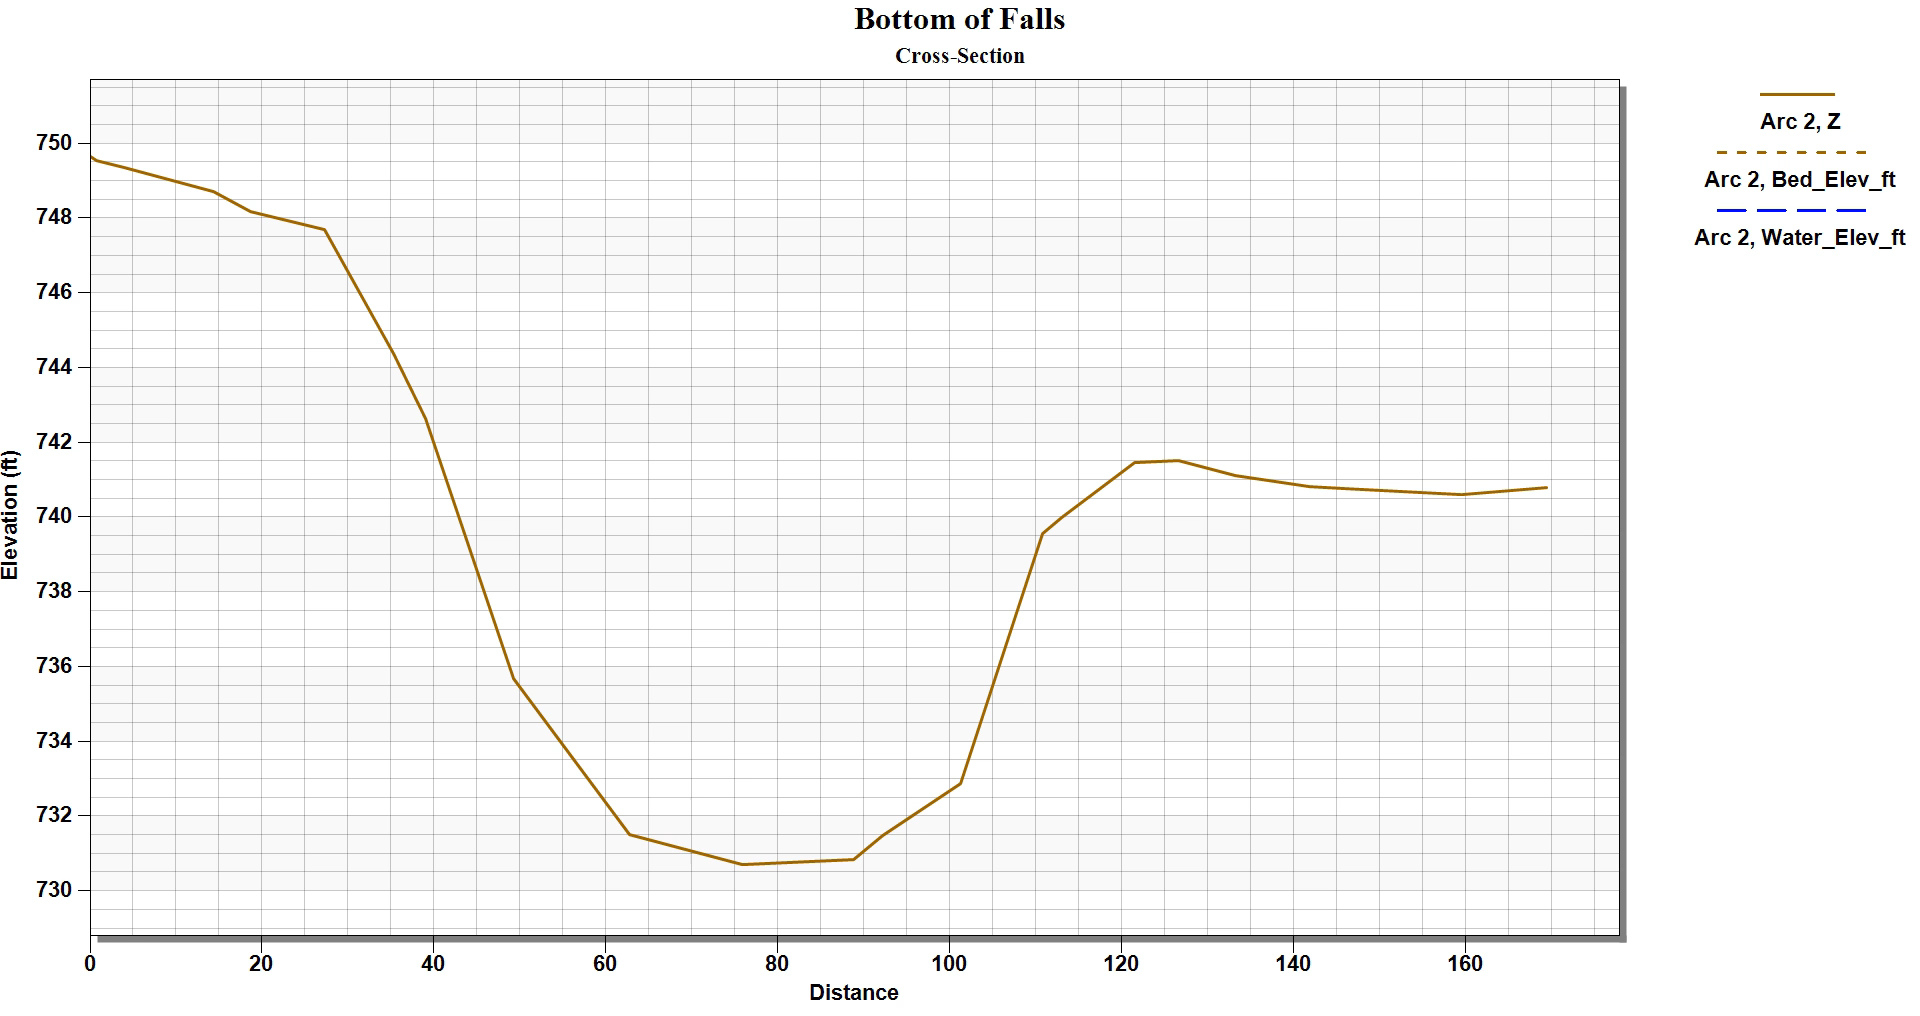 Bottom of Falls
Cross-Section
Arc 2, Z
Arc 2, Bed_Elev_ft
Arc 2, Water_Elev_ft
Elevation (ft)
750
748
746
744
742
740
738
736
734
732
730
0 20 40 60 80 100 120 140 160
Distance